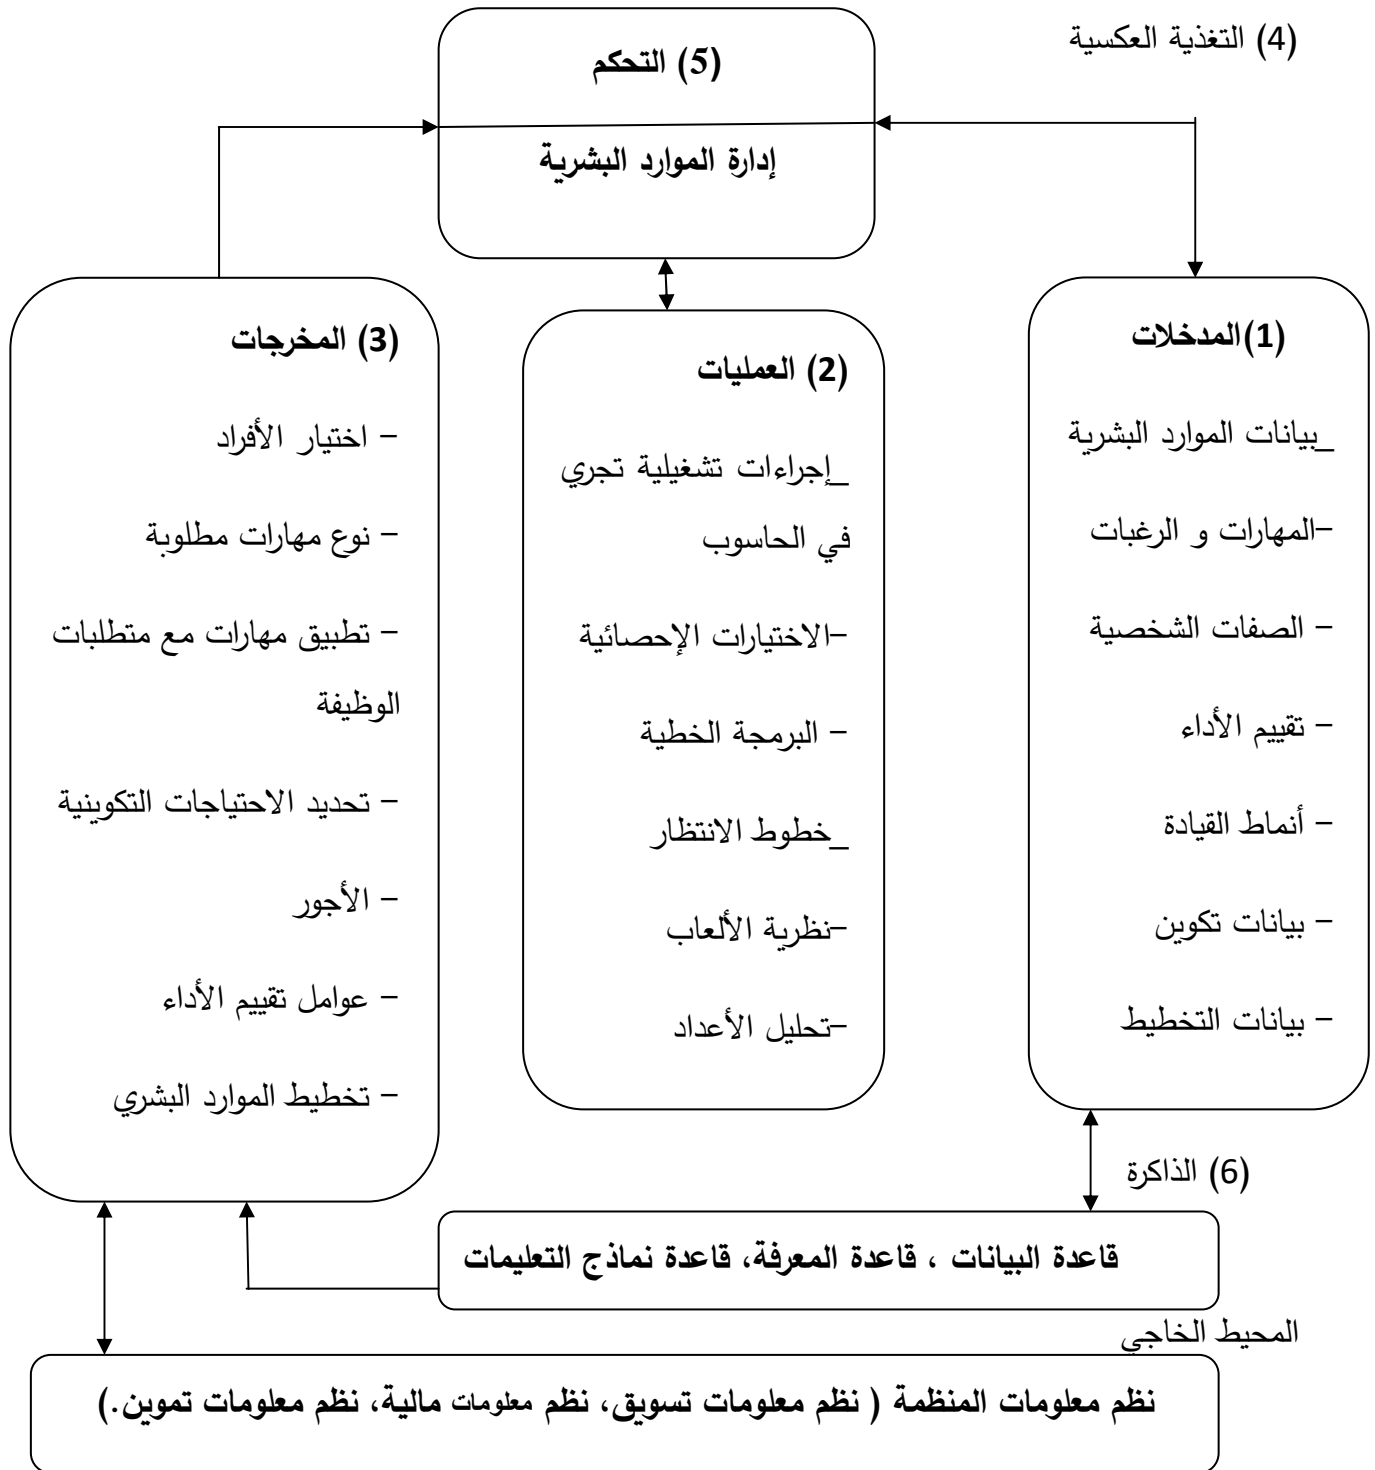 (4) التغذية العكسية
(5) التحكم
إدارة الموارد البشرية
(1)المدخلات
_بيانات الموارد البشرية
-المهارات و الرغبات
- الصفات الشخصية
- تقييم الأداء
- أنماط القيادة
- بيانات تكوين
- بيانات التخطيط
(2) العمليات
_إجراءات تشغيلية تجري
في الحاسوب
-الاختيارات الإحصائية
- البرمجة الخطية
_خطوط الانتظار
-نظرية الألعاب
-تحليل الأعداد
(3) المخرجات
- اختيار الأفراد
- نوع مهارات مطلوبة
- تطبيق مهارات مع متطلبات
الوظيفة
- تحديد الاحتياجات التكوينية
- الأجور
- عوامل تقييم الأداء
- تخطيط الموارد البشري
(6) الذاكرة
قاعدة البيانات ، قاعدة المعرفة، قاعدة نماذج التعليمات
المحيط الخاجي
نظم معلومات المنظمة ( نظم معلومات تسويق، نظم معلومات مالية، نظم معلومات تموين.)